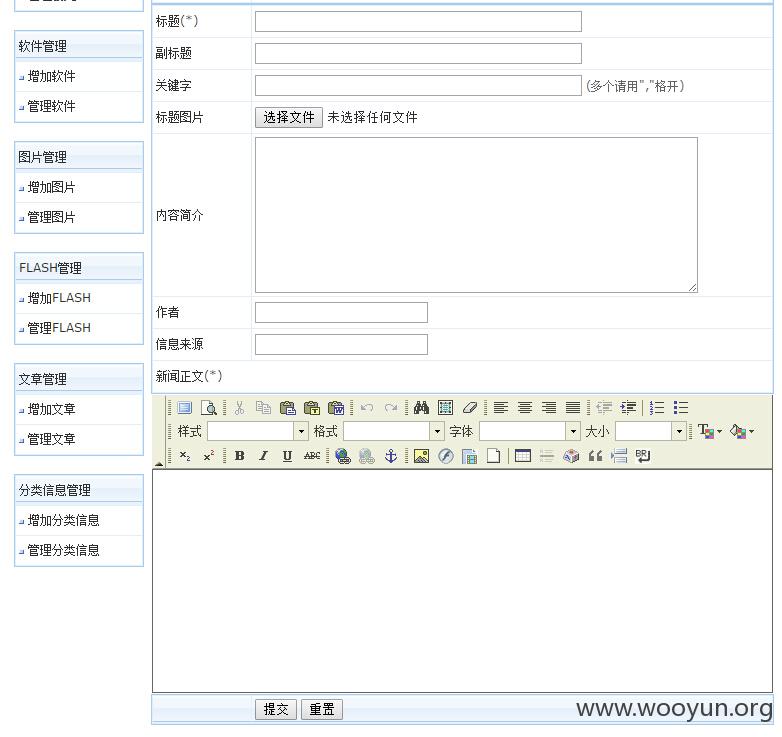 标题(*)
副标题
关键字 (多个请用","格开)
标题图片 选择文件 未选择任何文件
内容简介
作者
信息来源
新闻正文(*)
样式 格式 字体 大小
B I U ABC
提交 重置
软件管理
增加软件
管理软件
图片管理
增加图片
管理图片
FLASH管理
增加FLASH
管理FLASH
文章管理
增加文章
管理文章
分类信息管理
增加分类信息
管理分类信息
www.wooyun.org